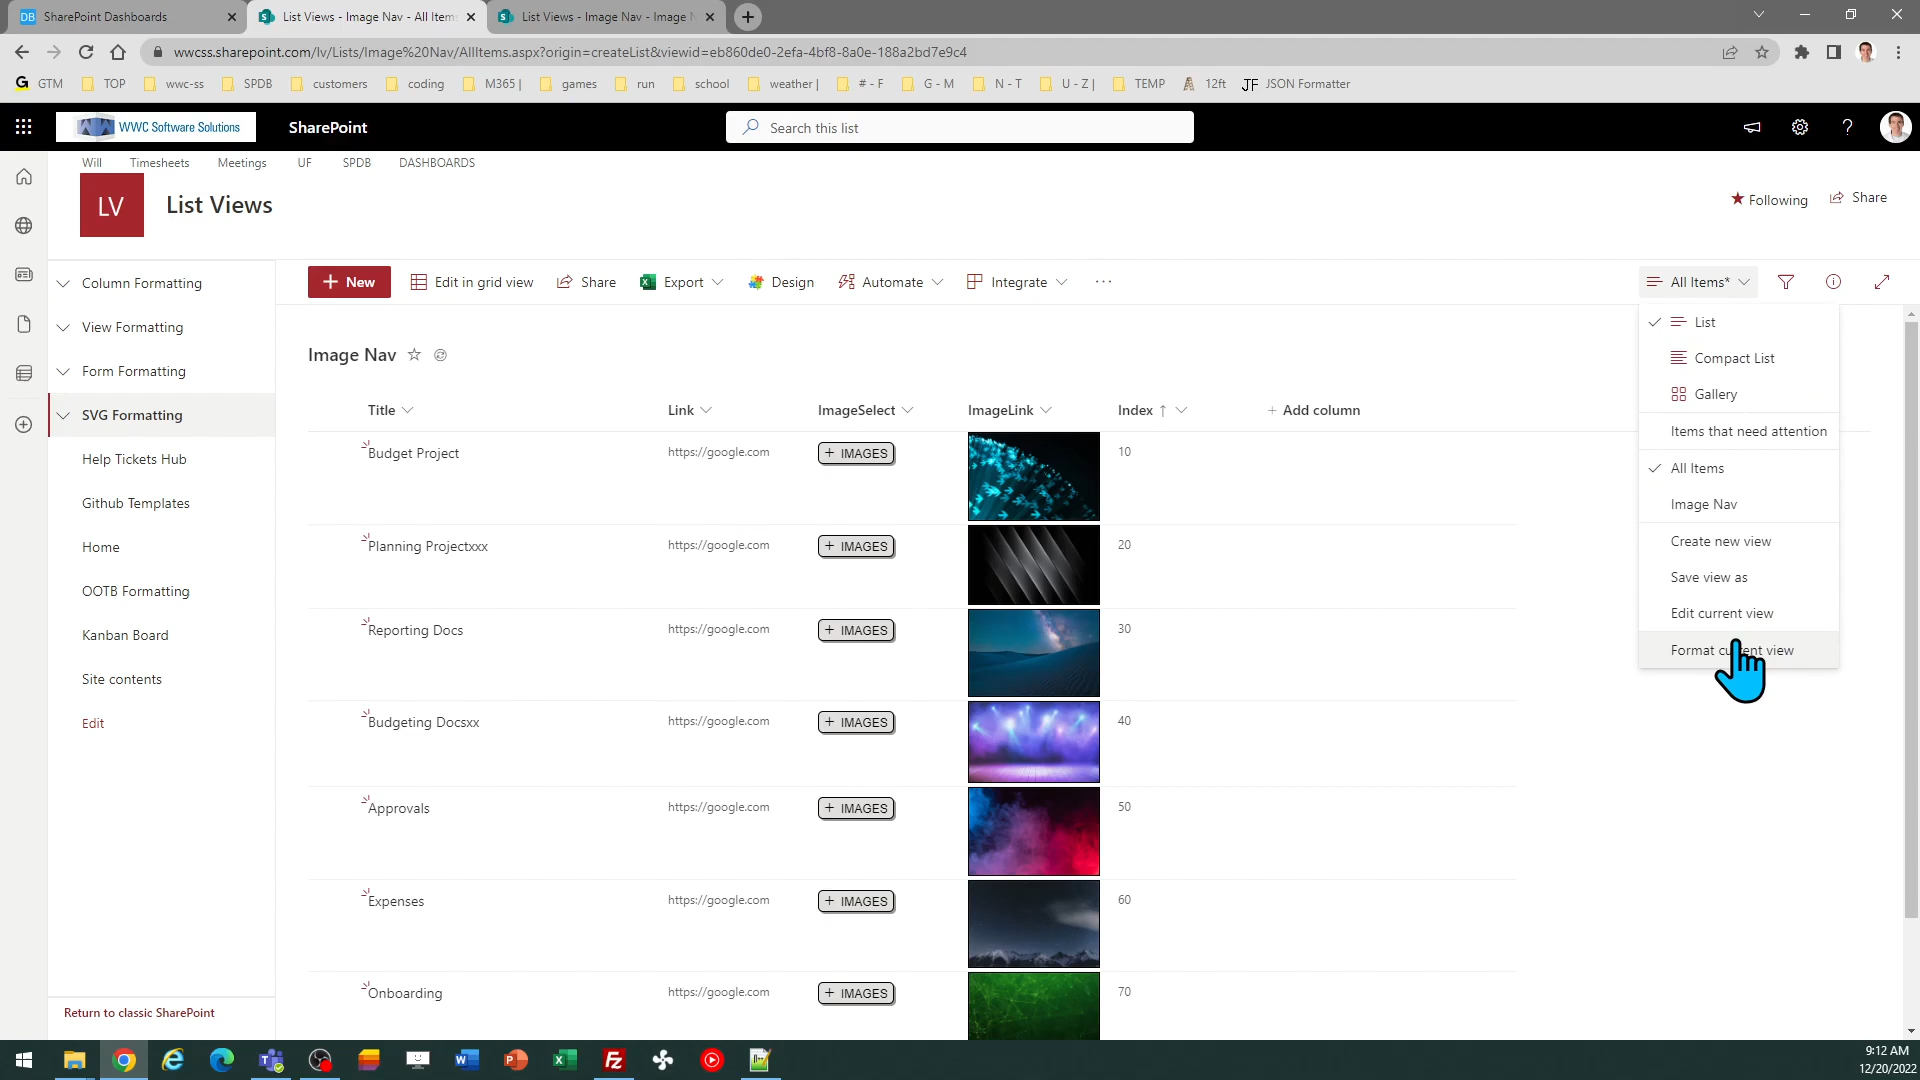 DB SharePoint Dashboards
List Views - Image Nav - All Items
List Views - Image Nav - Image N
wwcss.sharepoint.com/lv/Lists/Image%20Nav/AllItems.aspx?origin=createList&viewid=eb860de0-2efa-4bf8-8a0e-188a2bd7e9c4
G GTM TOP wwc-ss SPDB customers coding M365 | games run school weather | # - F G - M N - T U - Z | TEMP 12ft JF JSON Formatter
WWC Software Solutions SharePoint Search this list
Will Timesheets Meetings UF SPDB DASHBOARDS
LV List Views
Following Share
Column Formatting
View Formatting
Form Formatting
SVG Formatting
Help Tickets Hub
Github Templates
Home
OOTB Formatting
Kanban Board
Site contents
Edit
Return to classic SharePoint
+ New Edit in grid view Share Export Design Automate Integrate ... All Items*
Image Nav
Title Link ImageSelect ImageLink Index ↑ + Add column
Budget Project https://google.com + IMAGES 10
Planning Projectxxx https://google.com + IMAGES 20
Reporting Docs https://google.com + IMAGES 30
Budgeting Docsxx https://google.com + IMAGES 40
Approvals https://google.com + IMAGES 50
Expenses https://google.com + IMAGES 60
Onboarding https://google.com + IMAGES 70
List
Compact List
Gallery
Items that need attention
All Items
Image Nav
Create new view
Save view as
Edit current view
Format current view
9:12 AM
12/20/2022